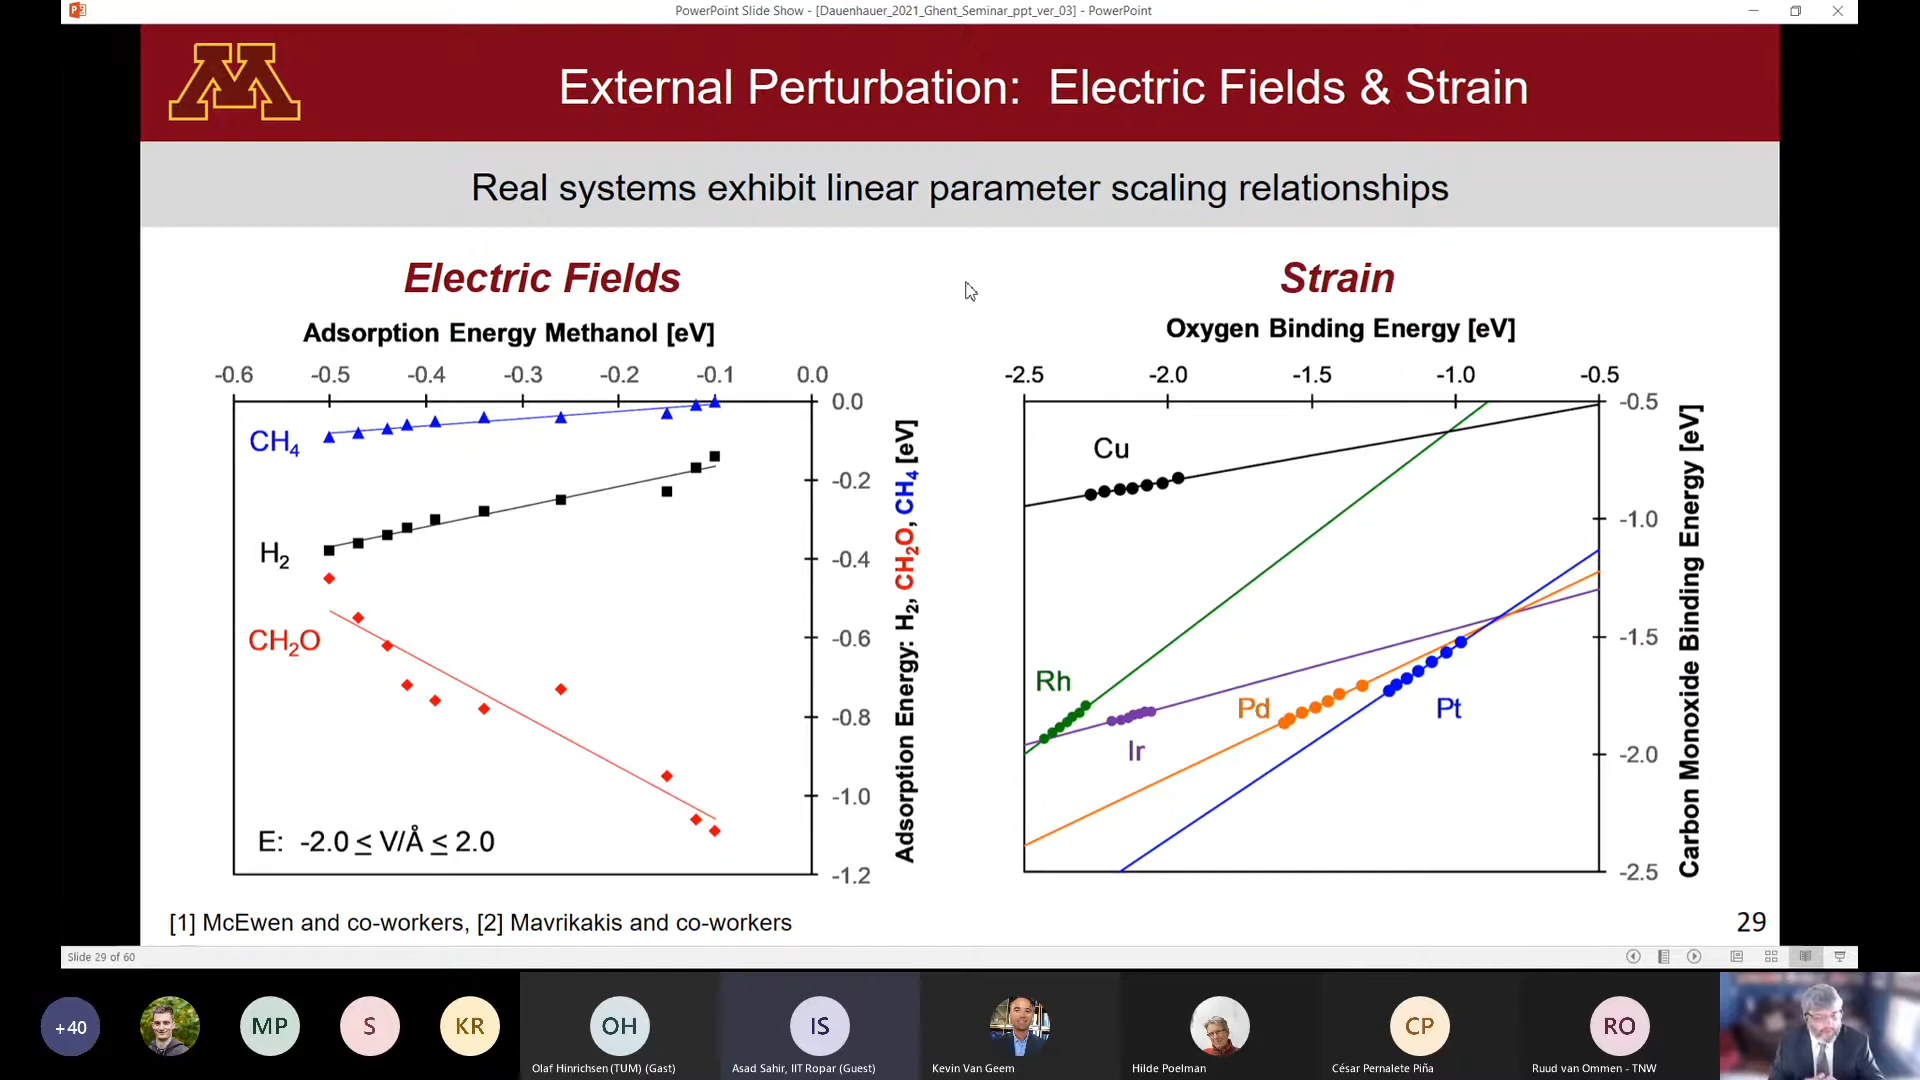 PowerPoint Slide Show - [Dauenhauer_2021_Ghent_Seminar_ppt_ver_03] - PowerPoint
M
External Perturbation: Electric Fields & Strain
Real systems exhibit linear parameter scaling relationships
Electric Fields
Adsorption Energy Methanol [eV]
-0.6 -0.5 -0.4 -0.3 -0.2 -0.1 0.0
0.0
-0.2
-0.4
-0.6
-0.8
-1.0
-1.2
CH4
H2
CH2O
E: -2.0 ≤ V/Å ≤ 2.0
Adsorption Energy: H2, CH2O, CH4 [eV]
Strain
Oxygen Binding Energy [eV]
-2.5 -2.0 -1.5 -1.0 -0.5
-0.5
-1.0
-1.5
-2.0
-2.5
Cu
Rh
Ir
Pd
Pt
Carbon Monoxide Binding Energy [eV]
[1] McEwen and co-workers, [2] Mavrikakis and co-workers
29
Slide 29 of 60
+40
MP
S
KR
OH
IS
CP
RO
Olaf Hinrichsen (TUM) (Gast)
Asad Sahir, IIT Ropar (Guest)
Kevin Van Geem
Hilde Poelman
César Pernalete Piña
Ruud van Ommen - TNW